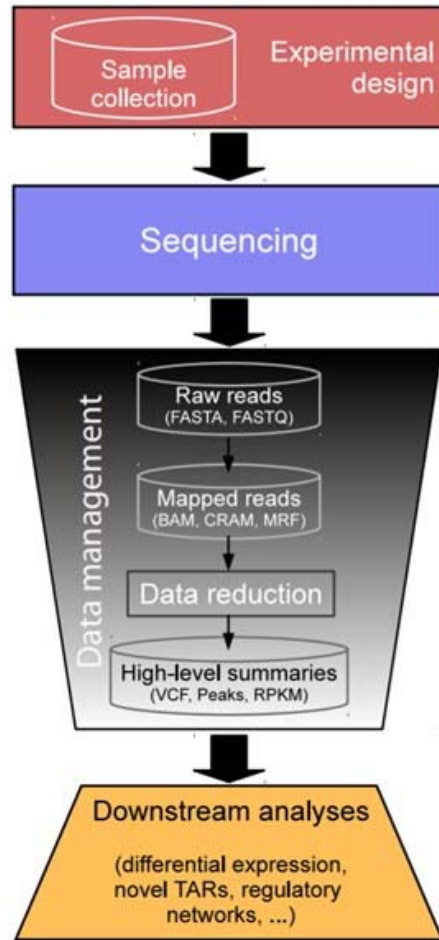 Sample
collection
Experimental
design
Sequencing
Data management
Raw reads
(FASTA, FASTQ)
Mapped reads
(BAM, CRAM, MRF)
Data reduction
High-level summaries
(VCF, Peaks, RPKM)
Downstream analyses
(differential expression,
novel TARs, regulatory
networks, ...)